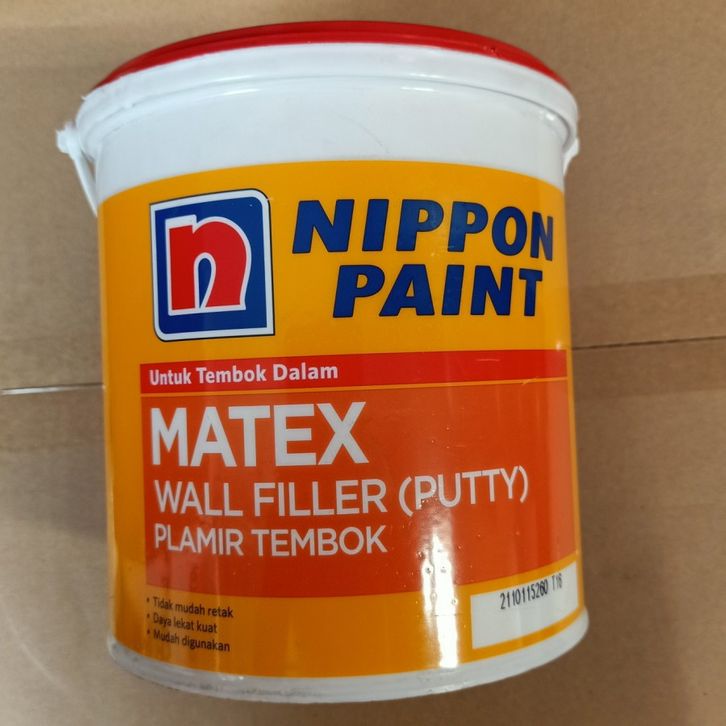 n
NIPPON
PAINT
Untuk Tembok Dalam
MATEX
WALL FILLER (PUTTY)
PLAMIR TEMBOK
• Tidak mudah retak
• Daya lekat kuat
• Mudah digunakan
2110115260 T16